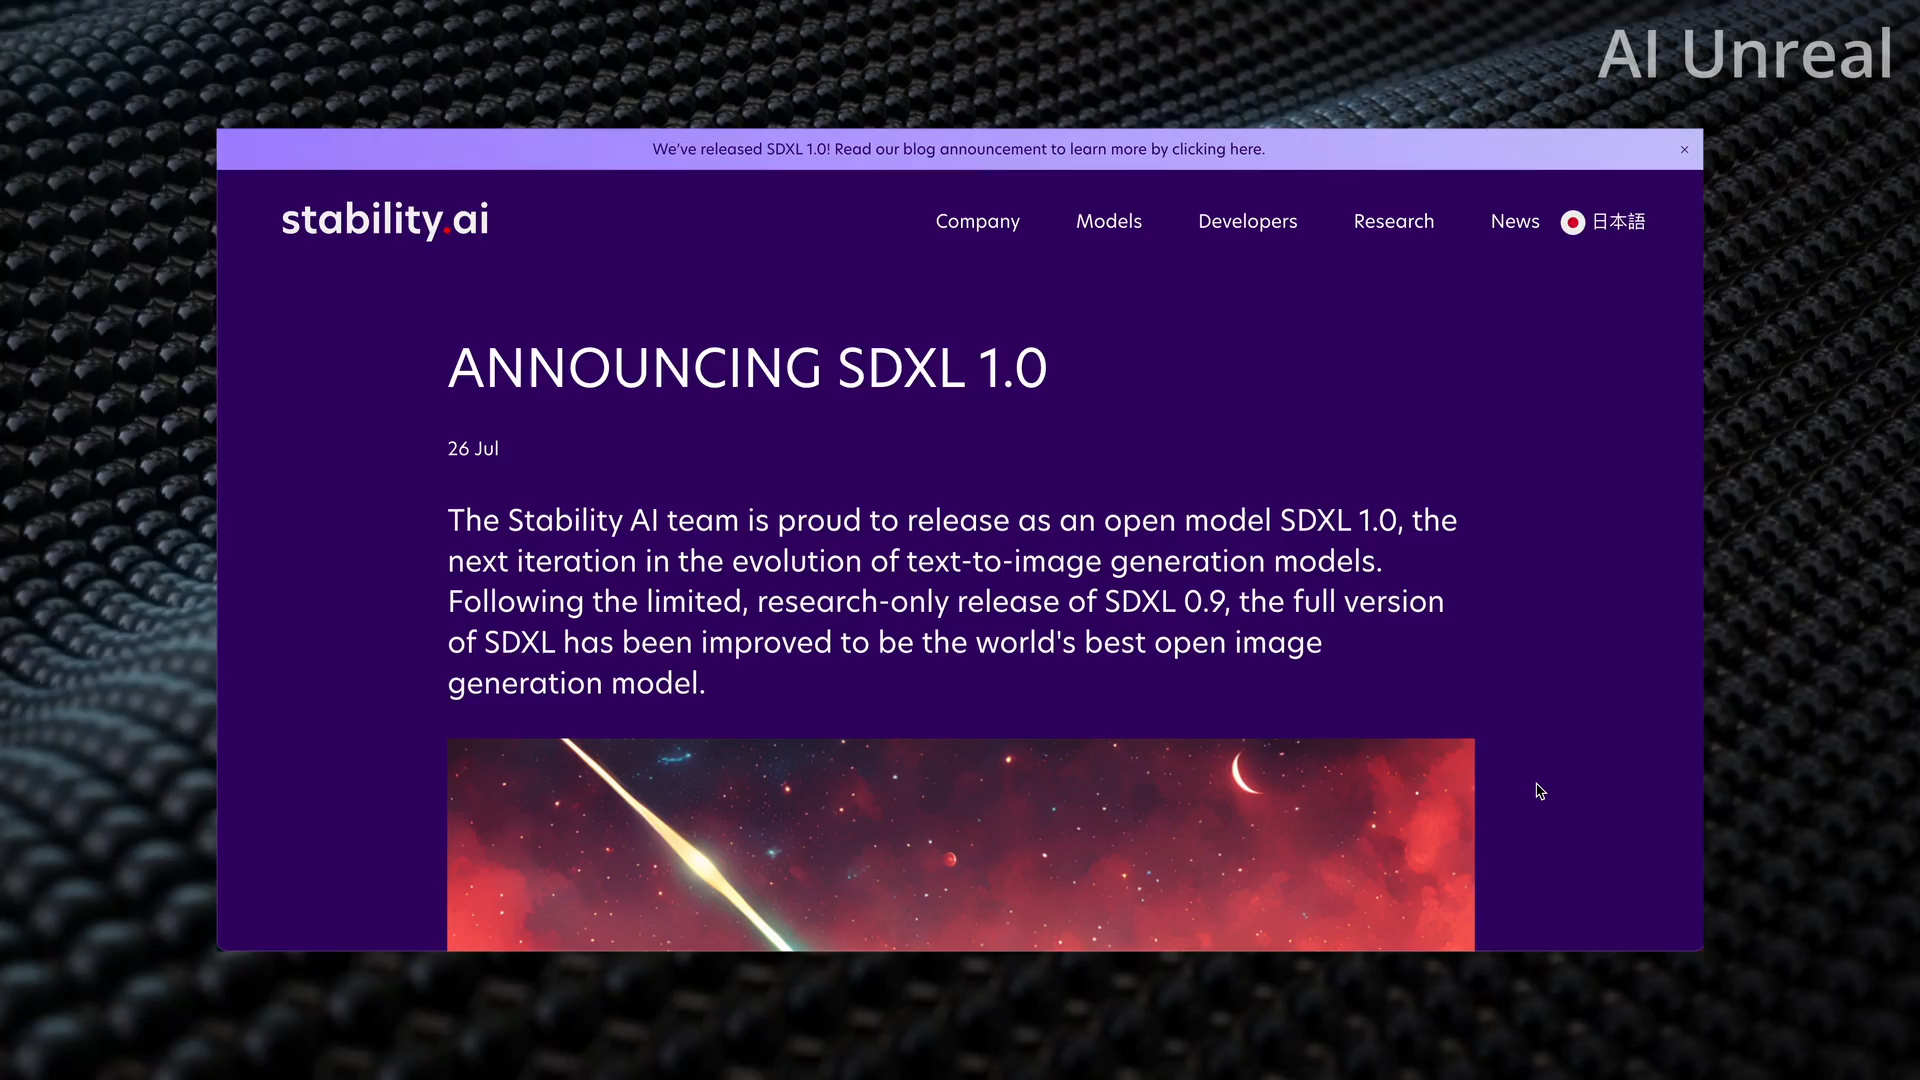 AI Unreal
We've released SDXL 1.0! Read our blog announcement to learn more by clicking here.
×
stability.ai
Company
Models
Developers
Research
News
日本語
ANNOUNCING SDXL 1.0
26 Jul
The Stability AI team is proud to release as an open model SDXL 1.0, the
next iteration in the evolution of text-to-image generation models.
Following the limited, research-only release of SDXL 0.9, the full version
of SDXL has been improved to be the world's best open image
generation model.